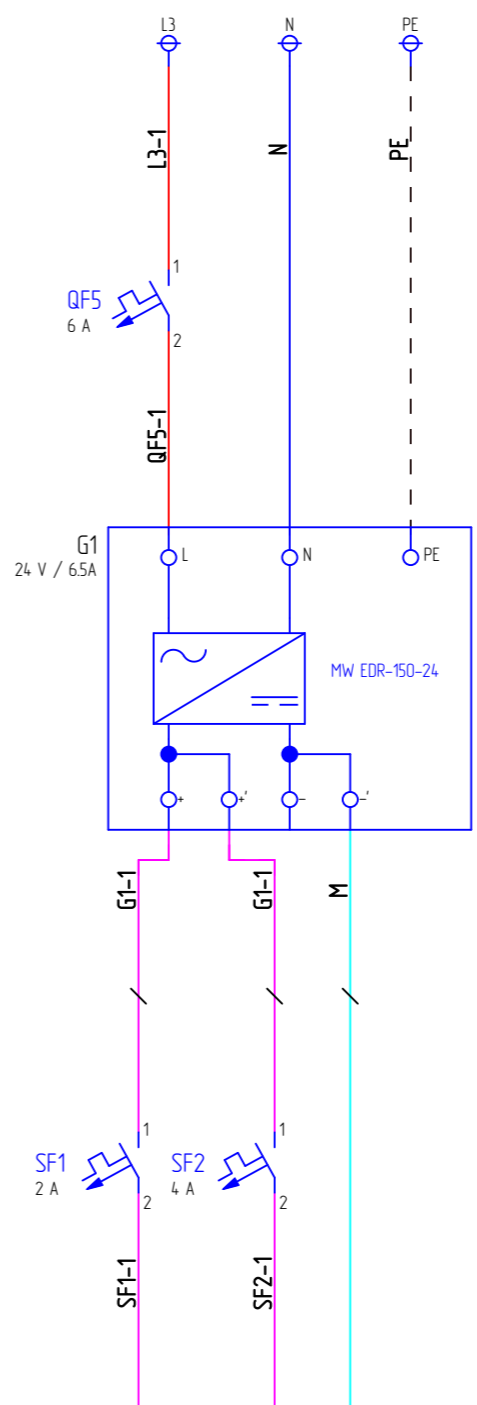 L3 N PE
L3-1
N
PE
1
QF5
6 A
2
QF5-1
G1
24 V / 6.5A
L N PE
MW EDR-150-24
+ +' - -'
G1-1
G1-1
M
1 1
SF1 SF2
2 A 4 A
2 2
SF1-1
SF2-1